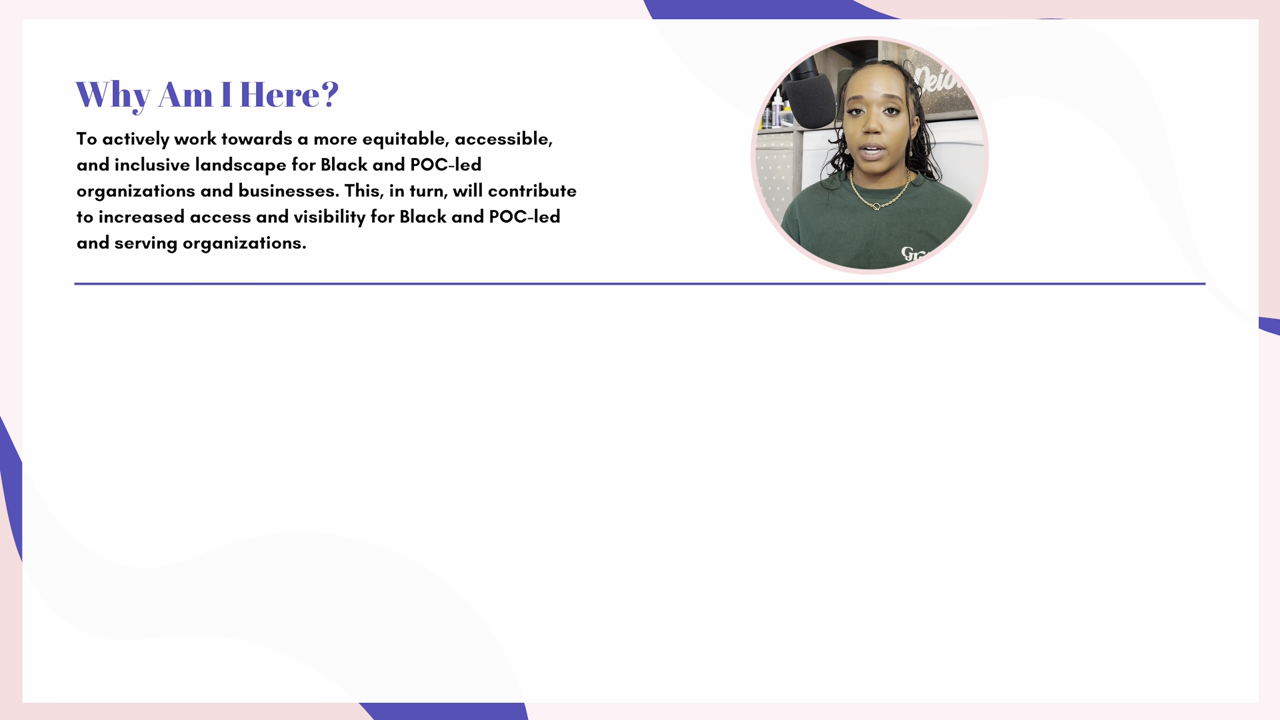 Why Am I Here?
To actively work towards a more equitable, accessible,
and inclusive landscape for Black and POC-led
organizations and businesses. This, in turn, will contribute
to increased access and visibility for Black and POC-led
and serving organizations.